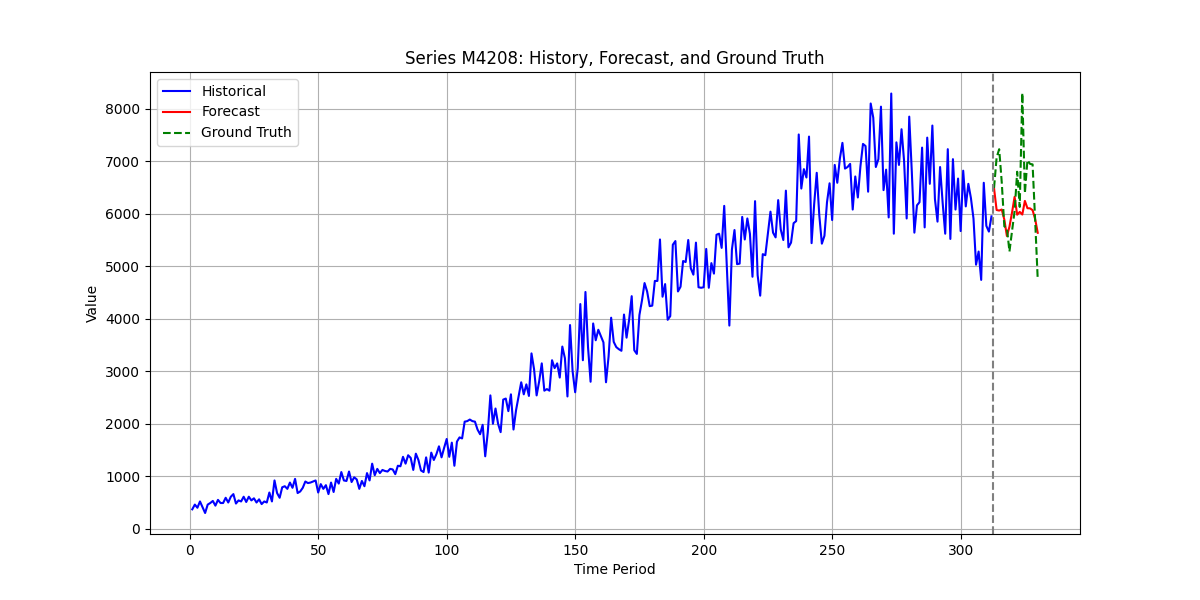 Series M4208: History, Forecast, and Ground Truth
Historical
Forecast
Ground Truth
Value
8000
7000
6000
5000
4000
3000
2000
1000
0
0 50 100 150 200 250 300
Time Period